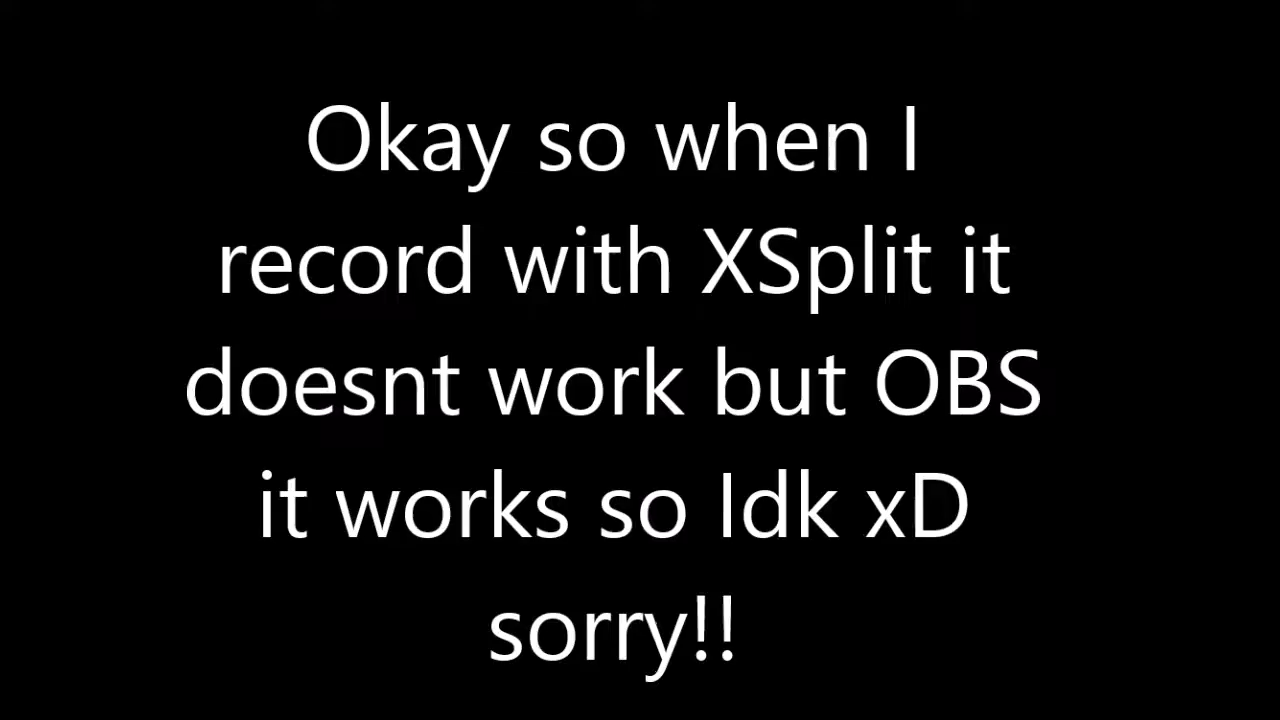 Okay so when I
record with XSplit it
doesnt work but OBS
it works so Idk xD
sorry!!